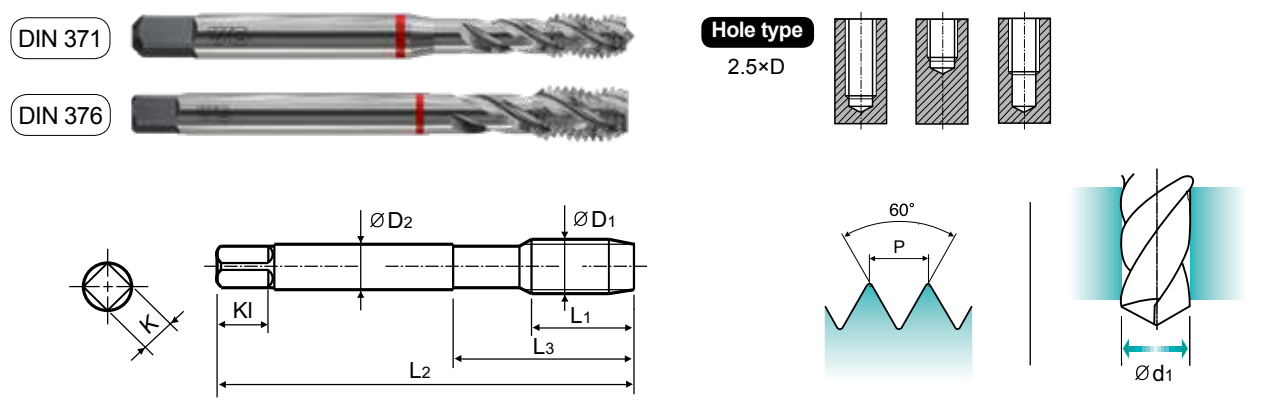 DIN 371
DIN 376
Hole type
2.5×D
ØD2
ØD1
K
Kl
L1
L3
L2
60°
P
Ød1